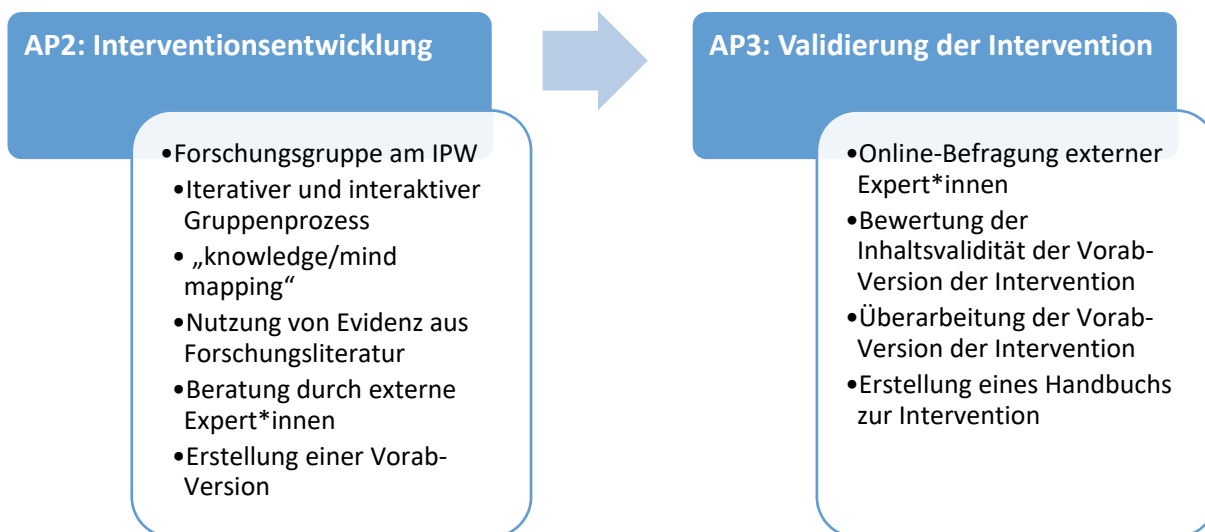 AP2: Interventionsentwicklung
•Forschungsgruppe am IPW
•Iterativer und interaktiver
Gruppenprozess
• „knowledge/mind
mapping“
•Nutzung von Evidenz aus
Forschungsliteratur
•Beratung durch externe
Expert*innen
•Erstellung einer Vorab-
Version
AP3: Validierung der Intervention
•Online-Befragung externer
Expert*innen
•Bewertung der
Inhaltsvalidität der Vorab-
Version der Intervention
•Überarbeitung der Vorab-
Version der Intervention
•Erstellung eines Handbuchs
zur Intervention